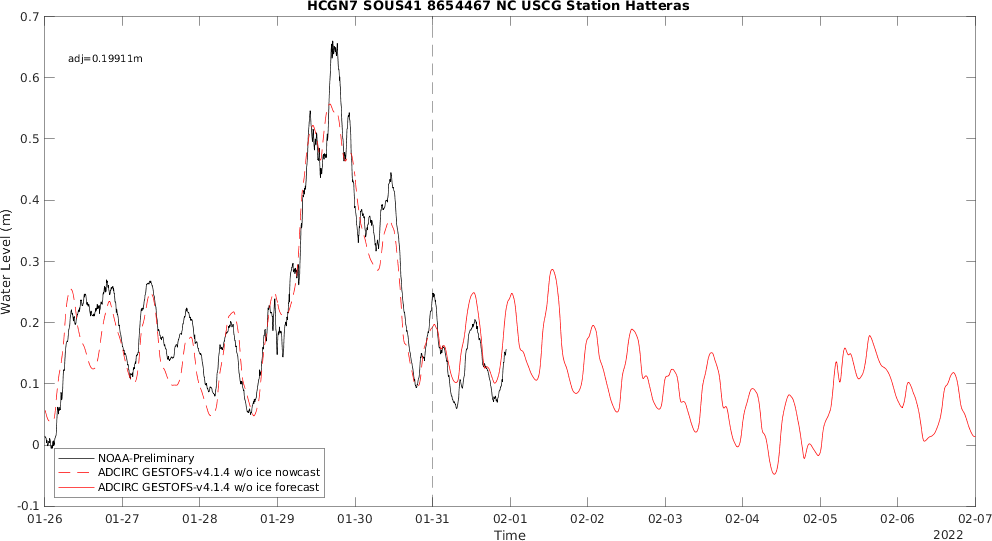 HCGN7 SOUS41 8654467 NC USCG Station Hatteras
adj=0.19911m
Water Level (m)
0.7
0.6
0.5
0.4
0.3
0.2
0.1
0
-0.1
NOAA-Preliminary
ADCIRC GESTOFS-v4.1.4 w/o ice nowcast
ADCIRC GESTOFS-v4.1.4 w/o ice forecast
01-26 01-27 01-28 01-29 01-30 01-31 02-01 02-02 02-03 02-04 02-05 02-06 02-07
Time
2022